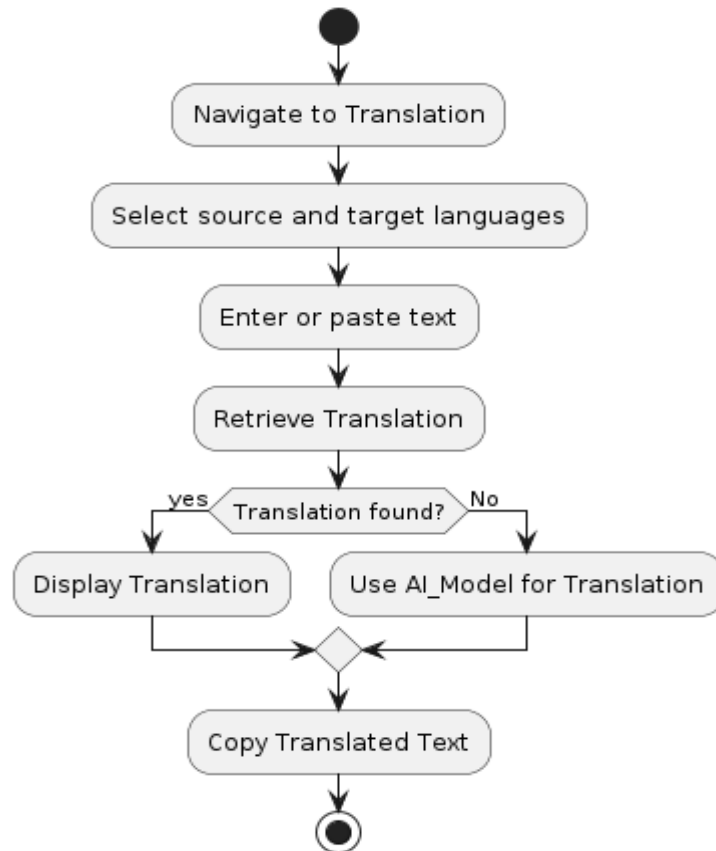 Navigate to Translation
Select source and target languages
Enter or paste text
Retrieve Translation
yes
Translation found?
No
Display Translation
Use AI_Model for Translation
Copy Translated Text